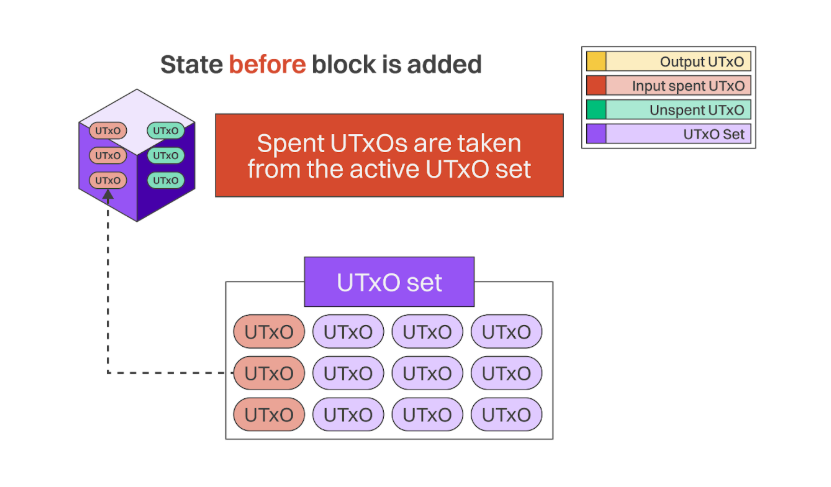 State before block is added
Output UTxO
Input spent UTxO
Unspent UTxO
UTxO Set
UTxO UTxO
UTxO UTxO
UTxO UTxO
Spent UTxOs are taken
from the active UTxO set
UTxO set
UTxO UTxO UTxO UTxO
UTxO UTxO UTxO UTxO
UTxO UTxO UTxO UTxO